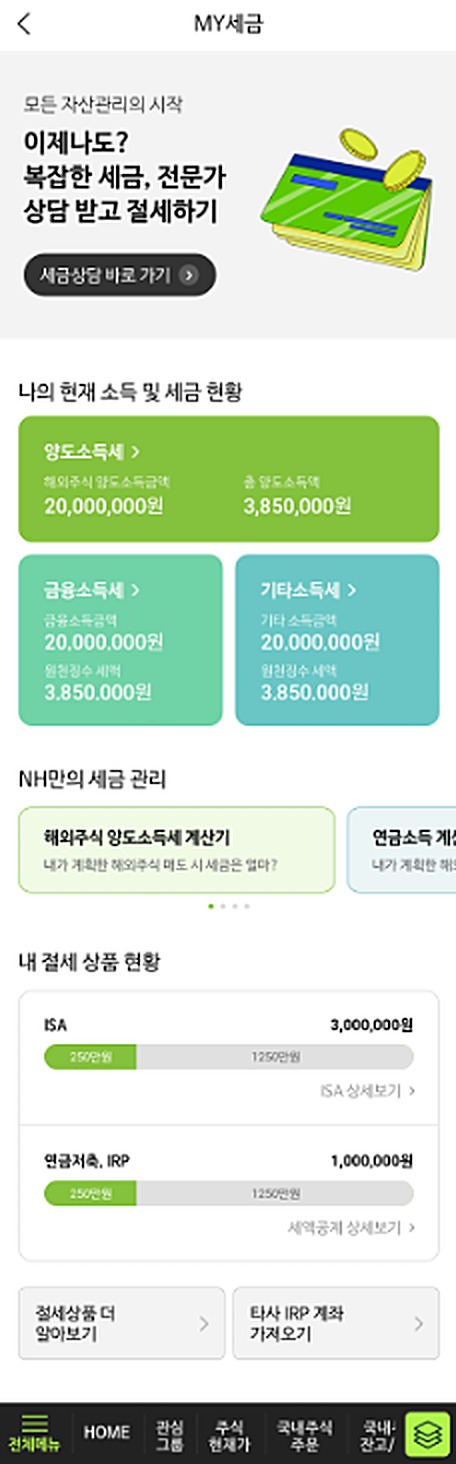 MY세금
모든 자산관리의 시작
이제나도?
복잡한 세금, 전문가
상담 받고 절세하기
세금상담 바로 가기
나의 현재 소득 및 세금 현황
양도소득세
해외주식 양도소득금액
총 양도소득액
20,000,000원
3,850,000원
금융소득세
금융소득금액
20.000.000원
원천징수 세액
3.850.000원
기타소득세
기타 소득금액
20.000.000원
원천징수 세액
3.850.000원
NH만의 세금 관리
해외주식 양도소득세 계산기
내가 계획한 해외주식 매도 시 세금은 얼마?
연금소득 계산
내가 계획한 해외
내 절세 상품 현황
ISA
3,000,000원
250만원
1250만원
ISA 상세보기
연금저축, IRP
1,000,000원
250만원
1250만원
세액공제 상세보기
절세상품 더
알아보기
타사 IRP 계좌
가져오기
전체메뉴
HOME
관심
그룹
주식
현재가
국내주식
주문
국내
잔고/